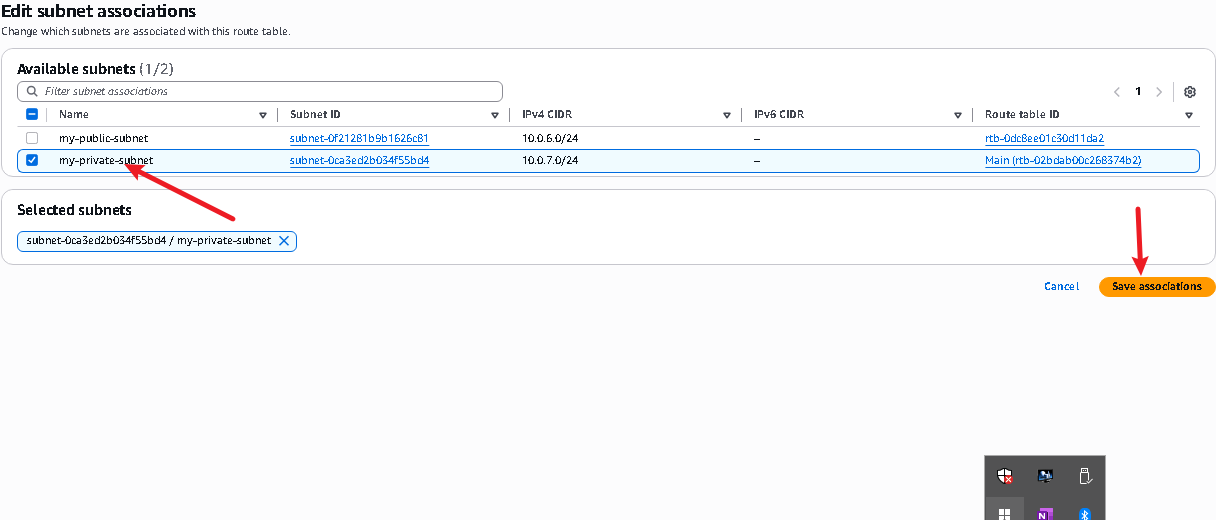 Edit subnet associations
Change which subnets are associated with this route table.
Available subnets (1/2)
Filter subnet associations
1
Name Subnet ID IPv4 CIDR IPv6 CIDR Route table ID
my-public-subnet subnet-0f21281b9b1626c81 10.0.6.0/24 – rtb-0dc8ee01c30d11da2
my-private-subnet subnet-0ca3ed2b034f55bd4 10.0.7.0/24 – Main (rtb-02bdab00c268374b2)
Selected subnets
subnet-0ca3ed2b034f55bd4 / my-private-subnet
Cancel Save associations